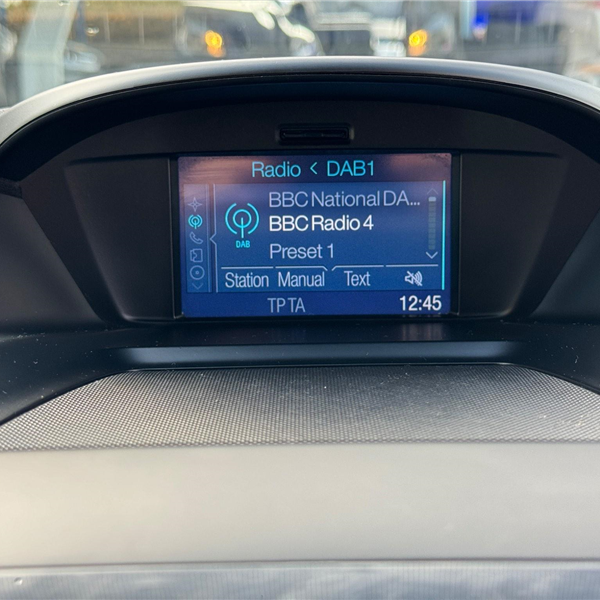 Radio < DAB1
BBC National DA...
BBC Radio 4
DAB
Preset 1
Station Manual Text
TP TA 12:45